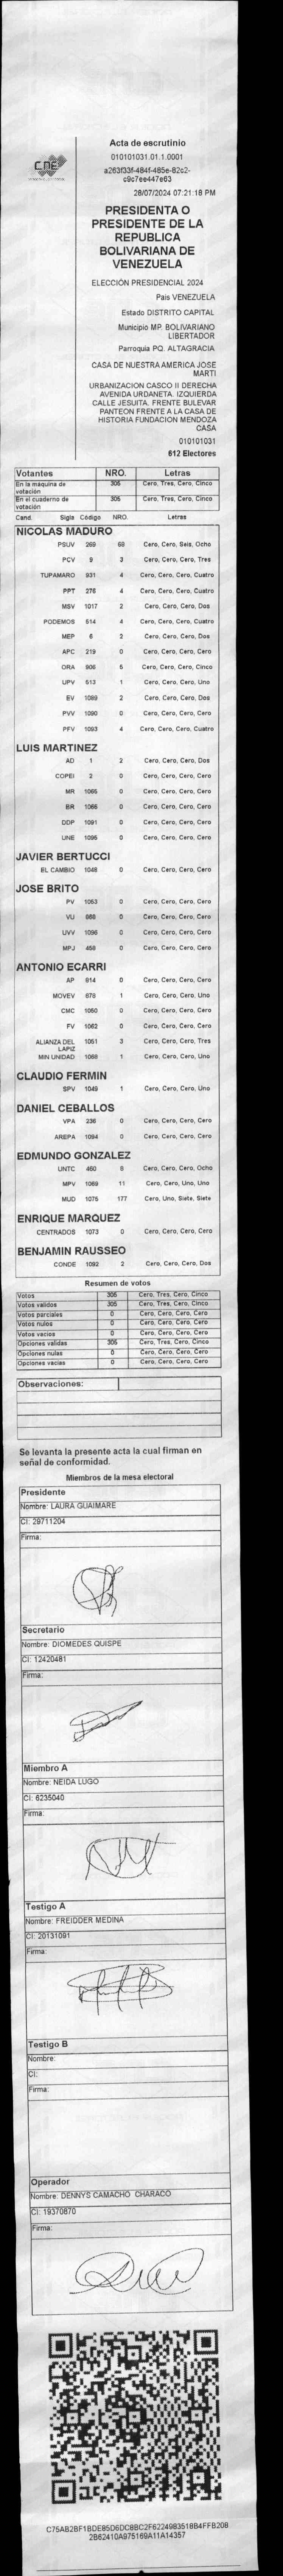 CNE
Acta de escrutinio
010101031.01.1.0001
a263f33f-484f-485e-82c2-
c9c7ee447e63
28/07/2024 07:21:18 PM
PRESIDENTA O
PRESIDENTE DE LA
REPUBLICA
BOLIVARIANA DE
VENEZUELA
ELECCIÓN PRESIDENCIAL 2024
Pais VENEZUELA
Estado DISTRITO CAPITAL
Municipio MP. BOLIVARIANO
LIBERTADOR
Parroquia PQ. ALTAGRACIA
CASA DE NUESTRA AMERICA JOSE
MARTI
URBANIZACION CASCO II DERECHA
AVENIDA URDANETA. IZQUIERDA
CALLE JESUITA. FRENTE BULEVAR
PANTEON FRENTE A LA CASA DE
HISTORIA FUNDACION MENDOZA
CASA
010101031
612 Electores
Votantes NRO. Letras
En la maquina de votación 305 Cero, Tres, Cero, Cinco
En el cuaderno de votación 305 Cero, Tres, Cero, Cinco
Cand. Sigla Código NRO. Letras
NICOLAS MADURO
PSUV 269 68 Cero, Cero, Seis, Ocho
PCV 9 3 Cero, Cero, Cero, Tres
TUPAMARO 931 4 Cero, Cero, Cero, Cuatro
PPT 276 4 Cero, Cero, Cero, Cuatro
MSV 1017 2 Cero, Cero, Cero, Dos
PODEMOS 514 4 Cero, Cero, Cero, Cuatro
MEP 6 2 Cero, Cero, Cero, Dos
APC 219 0 Cero, Cero, Cero, Cero
ORA 906 5 Cero, Cero, Cero, Cinco
UPV 513 1 Cero, Cero, Cero, Uno
EV 1089 2 Cero, Cero, Cero, Dos
PVV 1090 0 Cero, Cero, Cero, Cero
PFV 1093 4 Cero, Cero, Cero, Cuatro
LUIS MARTINEZ
AD 1 2 Cero, Cero, Cero, Dos
COPEI 2 0 Cero, Cero, Cero, Cero
MR 1065 0 Cero, Cero, Cero, Cero
BR 1066 0 Cero, Cero, Cero, Cero
DDP 1091 0 Cero, Cero, Cero, Cero
UNE 1095 0 Cero, Cero, Cero, Cero
JAVIER BERTUCCI
EL CAMBIO 1048 0 Cero, Cero, Cero, Cero
JOSE BRITO
PV 1053 0 Cero, Cero, Cero, Cero
VU 868 0 Cero, Cero, Cero, Cero
UVV 1096 0 Cero, Cero, Cero, Cero
MPJ 458 0 Cero, Cero, Cero, Cero
ANTONIO ECARRI
AP 914 0 Cero, Cero, Cero, Cero
MOVEV 678 1 Cero, Cero, Cero, Uno
CMC 1060 0 Cero, Cero, Cero, Cero
FV 1062 0 Cero, Cero, Cero, Cero
ALIANZA DEL LAPIZ 1051 3 Cero, Cero, Cero, Tres
MIN UNIDAD 1068 1 Cero, Cero, Cero, Uno
CLAUDIO FERMIN
SPV 1049 1 Cero, Cero, Cero, Uno
DANIEL CEBALLOS
VPA 236 0 Cero, Cero, Cero, Cero
AREPA 1094 0 Cero, Cero, Cero, Cero
EDMUNDO GONZALEZ
UNTC 460 8 Cero, Cero, Cero, Ocho
MPV 1069 11 Cero, Cero, Uno, Uno
MUD 1075 177 Cero, Uno, Siete, Siete
ENRIQUE MARQUEZ
CENTRADOS 1073 0 Cero, Cero, Cero, Cero
BENJAMIN RAUSSEO
CONDE 1092 2 Cero, Cero, Cero, Dos
Resumen de votos
Votos 305 Cero, Tres, Cero, Cinco
Votos validos 305 Cero, Tres, Cero, Cinco
Votos parciales 0 Cero, Cero, Cero, Cero
Votos nulos 0 Cero, Cero, Cero, Cero
Votos vacios 0 Cero, Cero, Cero, Cero
Opciones validas 305 Cero, Tres, Cero, Cinco
Opciones nulas 0 Cero, Cero, Cero, Cero
Opciones vacias 0 Cero, Cero, Cero, Cero
Observaciones:
Se levanta la presente acta la cual firman en
señal de conformidad.
Miembros de la mesa electoral
Presidente
Nombre: LAURA GUAIMARE
CI: 29711204
Firma:
Secretario
Nombre: DIOMEDES QUISPE
CI: 12420481
Firma:
Miembro A
Nombre: NEIDA LUGO
CI: 6235040
Firma:
Testigo A
Nombre: FREIDDER MEDINA
CI: 20131091
Firma:
Testigo B
Nombre:
CI:
Firma:
Operador
Nombre: DENNYS CAMACHO CHARACO
CI: 19370870
Firma:
C75AB2BF1BDE85D6DC8BC2F6224983518B4FFB208
2B62410A975169A11A14357